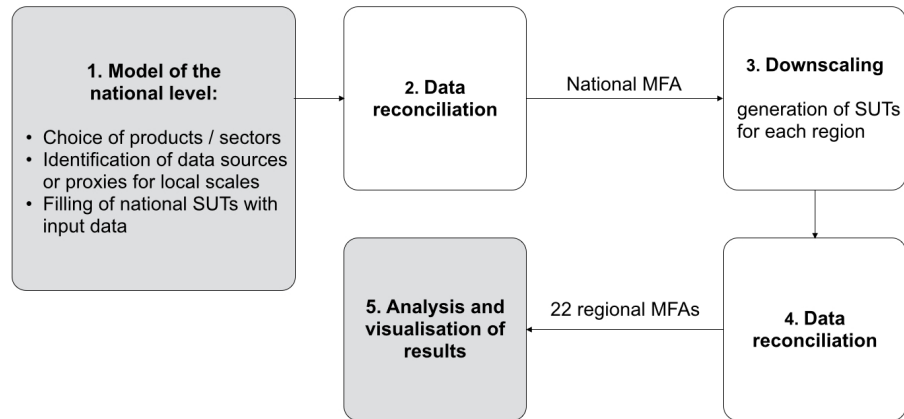 1. Model of the
national level:
• Choice of products / sectors
• Identification of data sources
or proxies for local scales
• Filling of national SUTs with
input data
2. Data
reconciliation
National MFA
3. Downscaling
generation of SUTs
for each region
4. Data
reconciliation
22 regional MFAs
5. Analysis and
visualisation of
results